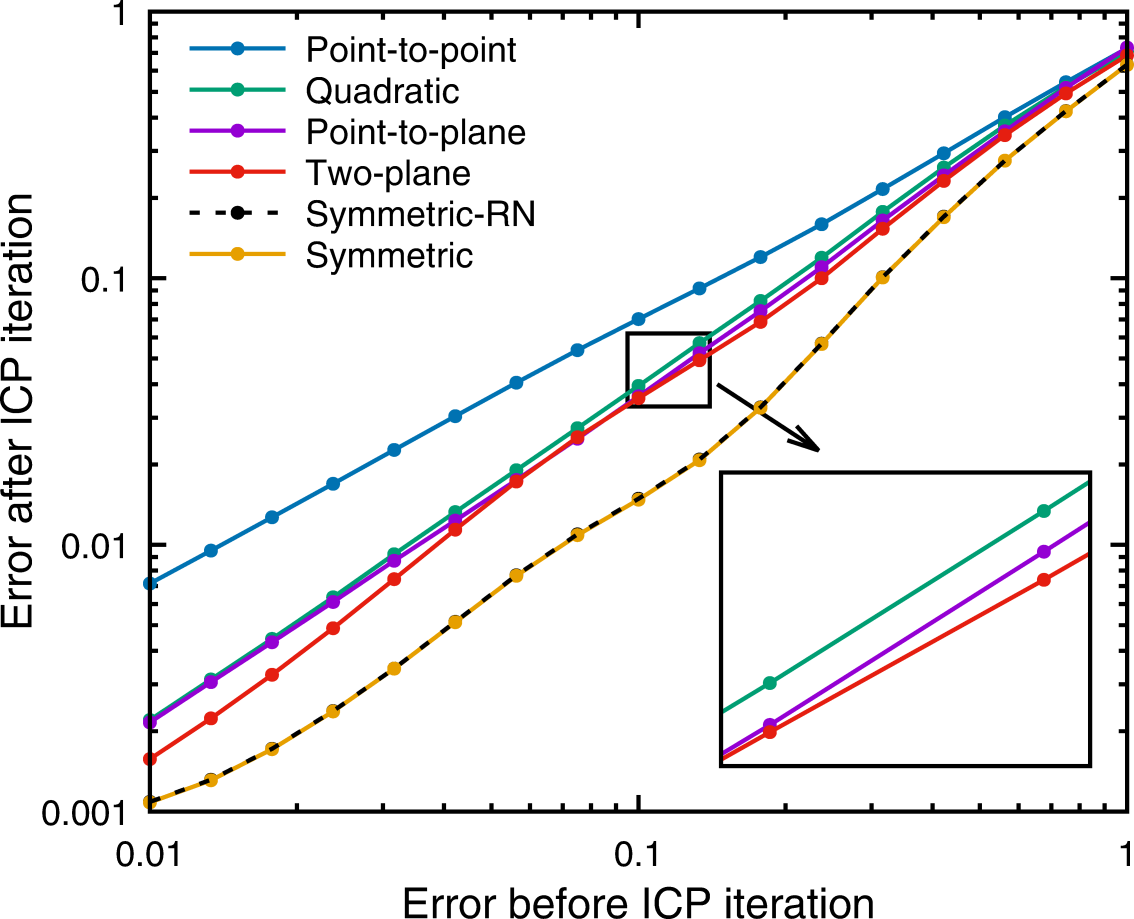 1
Point-to-point
Quadratic
Point-to-plane
Two-plane
Symmetric-RN
Symmetric
0.1
0.01
0.001
Error after ICP iteration
0.01
0.1
1
Error before ICP iteration